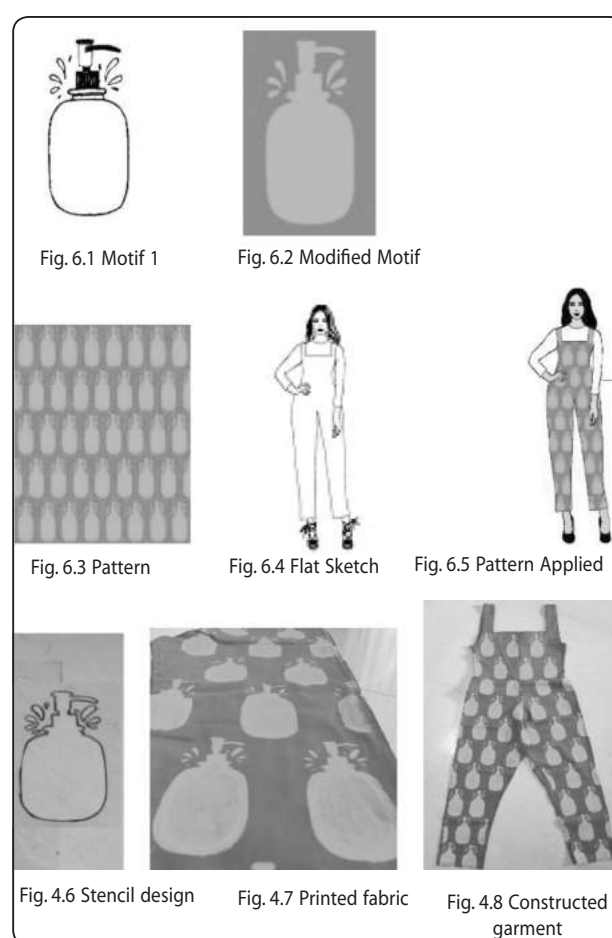 Fig. 6.1 Motif 1
Fig. 6.2 Modified Motif
Fig. 6.3 Pattern
Fig. 6.4 Flat Sketch
Fig. 6.5 Pattern Applied
Fig. 4.6 Stencil design
Fig. 4.7 Printed fabric
Fig. 4.8 Constructed
garment